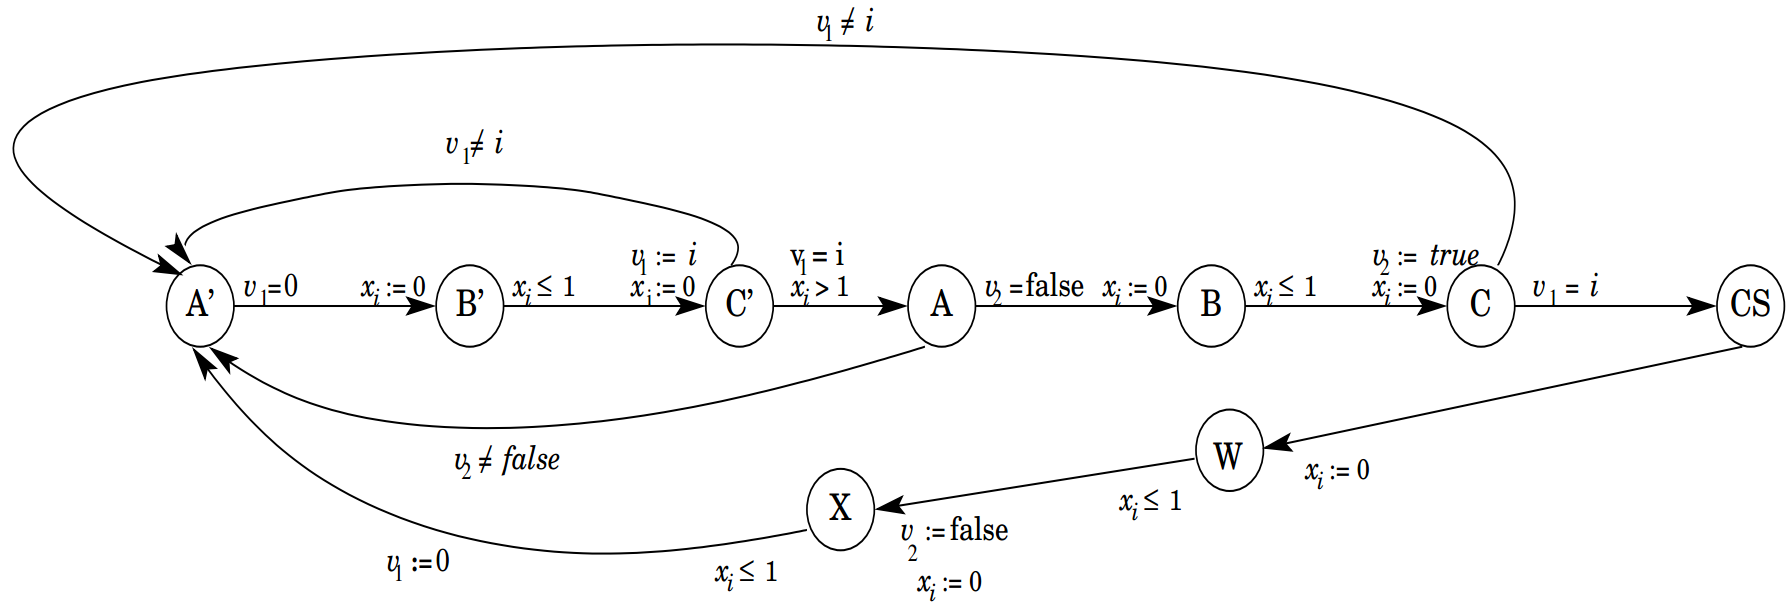 v₁ ≠ i
v₁ ≠ i
v₁ := i
v₁ = i
v₂ := true
A’ v₁=0 xᵢ := 0 B’ xᵢ ≤ 1 xᵢ := 0 C’ xᵢ > 1 A v₂ = false xᵢ := 0 B xᵢ ≤ 1 xᵢ := 0 C v₁ = i CS
v₂ ≠ false
W
xᵢ := 0
xᵢ ≤ 1
X
v₂ := false
v₁ := 0
xᵢ ≤ 1
xᵢ := 0